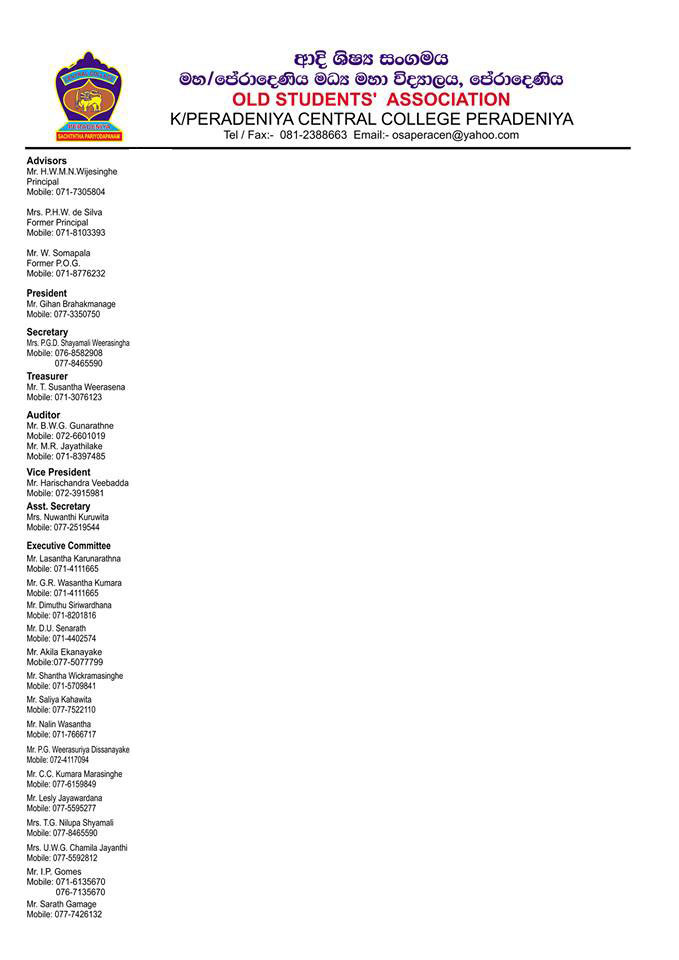 CENTRAL COLLEGE
PERADENIYA
SACHITHTHA PARIYODAPANAM
ආදි ශිෂ්‍ය සංගමය
මහ/පේරාදෙණිය මධ්‍ය මහා විද්‍යාලය, පේරාදෙණිය
OLD STUDENTS' ASSOCIATION
K/PERADENIYA CENTRAL COLLEGE PERADENIYA
Tel / Fax:- 081-2388663 Email:- osaperacen@yahoo.com
Advisors
Mr. H.W.M.N.Wijesinghe
Principal
Mobile: 071-7305804
Mrs. P.H.W. de Silva
Former Principal
Mobile: 071-8103393
Mr. W. Somapala
Former P.O.G.
Mobile: 071-8776232
President
Mr. Gihan Brahakmanage
Mobile: 077-3350750
Secretary
Mrs. P.G.D. Shayamali Weerasingha
Mobile: 076-8582908
077-8465590
Treasurer
Mr. T. Susantha Weerasena
Mobile: 071-3076123
Auditor
Mr. B.W.G. Gunarathne
Mobile: 072-6601019
Mr. M.R. Jayathilake
Mobile: 071-8397485
Vice President
Mr. Harischandra Veebadda
Mobile: 072-3915981
Asst. Secretary
Mrs. Nuwanthi Kuruwita
Mobile: 077-2519544
Executive Committee
Mr. Lasantha Karunarathna
Mobile: 071-4111665
Mr. G.R. Wasantha Kumara
Mobile: 071-4111665
Mr. Dimuthu Siriwardhana
Mobile: 071-8201816
Mr. D.U. Senarath
Mobile: 071-4402574
Mr. Akila Ekanayake
Mobile:077-5077799
Mr. Shantha Wickramasinghe
Mobile: 071-5709841
Mr. Saliya Kahawita
Mobile: 077-7522110
Mr. Nalin Wasantha
Mobile: 071-7666717
Mr. P.G. Weerasuriya Dissanayake
Mobile: 072-4117094
Mr. C.C. Kumara Marasinghe
Mobile: 077-6159849
Mr. Lesly Jayawardana
Mobile: 077-5595277
Mrs. T.G. Nilupa Shyamali
Mobile: 077-8465590
Mrs. U.W.G. Chamila Jayanthi
Mobile: 077-5592812
Mr. I.P. Gomes
Mobile: 071-6135670
076-7135670
Mr. Sarath Gamage
Mobile: 077-7426132